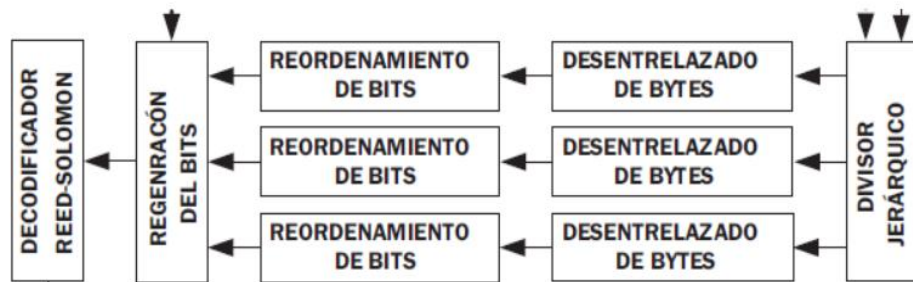 DECODIFICADOR
REED-SOLOMON
REGENRACÓN
DEL BITS
REORDENAMIENTO
DE BITS
DESENTRELAZADO
DE BYTES
REORDENAMIENTO
DE BITS
DESENTRELAZADO
DE BYTES
REORDENAMIENTO
DE BITS
DESENTRELAZADO
DE BYTES
DIVISOR
JERÁRQUICO